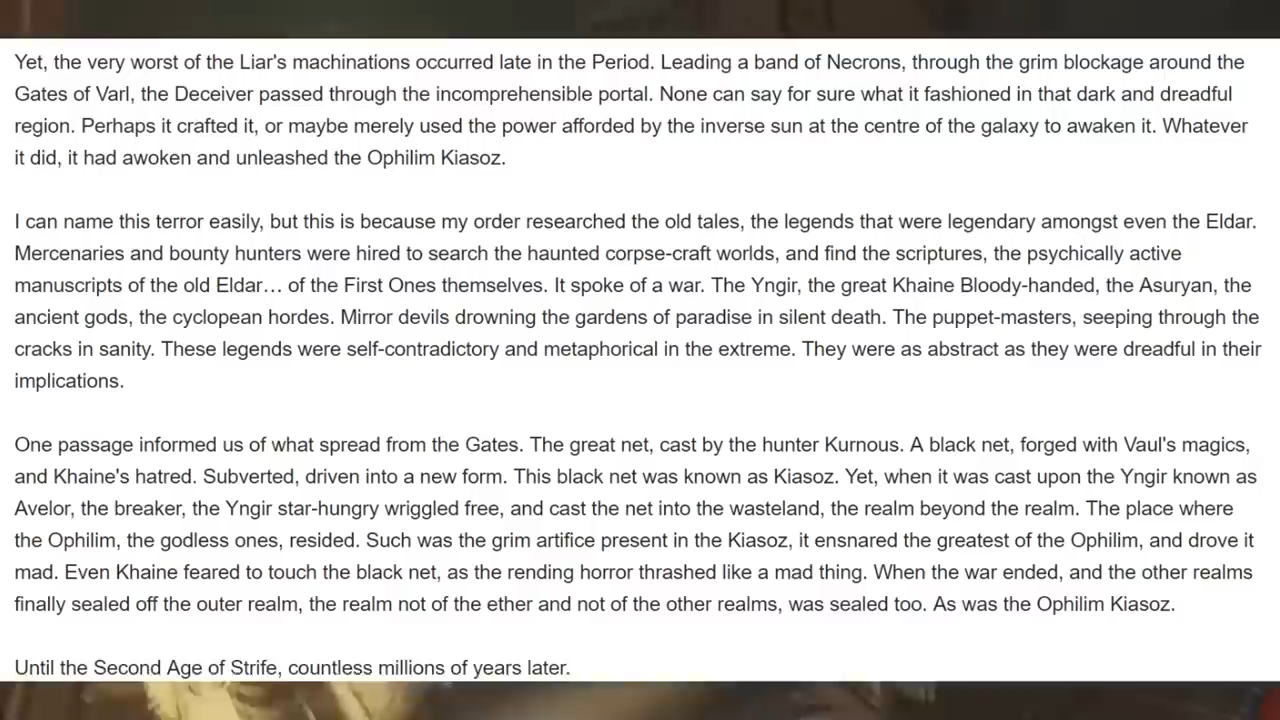 Yet, the very worst of the Liar's machinations occurred late in the Period. Leading a band of Necrons, through the grim blockage around the
Gates of Varl, the Deceiver passed through the incomprehensible portal. None can say for sure what it fashioned in that dark and dreadful
region. Perhaps it crafted it, or maybe merely used the power afforded by the inverse sun at the centre of the galaxy to awaken it. Whatever
it did, it had awoken and unleashed the Ophilim Kiasoz.
I can name this terror easily, but this is because my order researched the old tales, the legends that were legendary amongst even the Eldar.
Mercenaries and bounty hunters were hired to search the haunted corpse-craft worlds, and find the scriptures, the psychically active
manuscripts of the old Eldar… of the First Ones themselves. It spoke of a war. The Yngir, the great Khaine Bloody-handed, the Asuryan, the
ancient gods, the cyclopean hordes. Mirror devils drowning the gardens of paradise in silent death. The puppet-masters, seeping through the
cracks in sanity. These legends were self-contradictory and metaphorical in the extreme. They were as abstract as they were dreadful in their
implications.
One passage informed us of what spread from the Gates. The great net, cast by the hunter Kurnous. A black net, forged with Vaul's magics,
and Khaine's hatred. Subverted, driven into a new form. This black net was known as Kiasoz. Yet, when it was cast upon the Yngir known as
Avelor, the breaker, the Yngir star-hungry wriggled free, and cast the net into the wasteland, the realm beyond the realm. The place where
the Ophilim, the godless ones, resided. Such was the grim artifice present in the Kiasoz, it ensnared the greatest of the Ophilim, and drove it
mad. Even Khaine feared to touch the black net, as the rending horror thrashed like a mad thing. When the war ended, and the other realms
finally sealed off the outer realm, the realm not of the ether and not of the other realms, was sealed too. As was the Ophilim Kiasoz.
Until the Second Age of Strife, countless millions of years later.